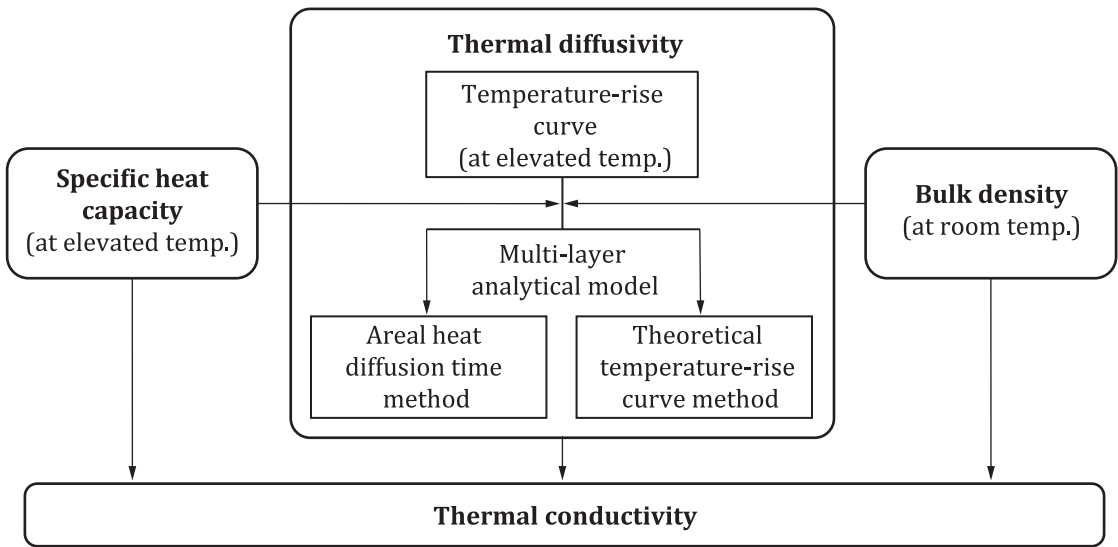 Thermal diffusivity
Temperature-rise
curve
(at elevated temp.)
Specific heat
capacity
(at elevated temp.)
Bulk density
(at room temp.)
Multi-layer
analytical model
Areal heat
diffusion time
method
Theoretical
temperature-rise
curve method
Thermal conductivity